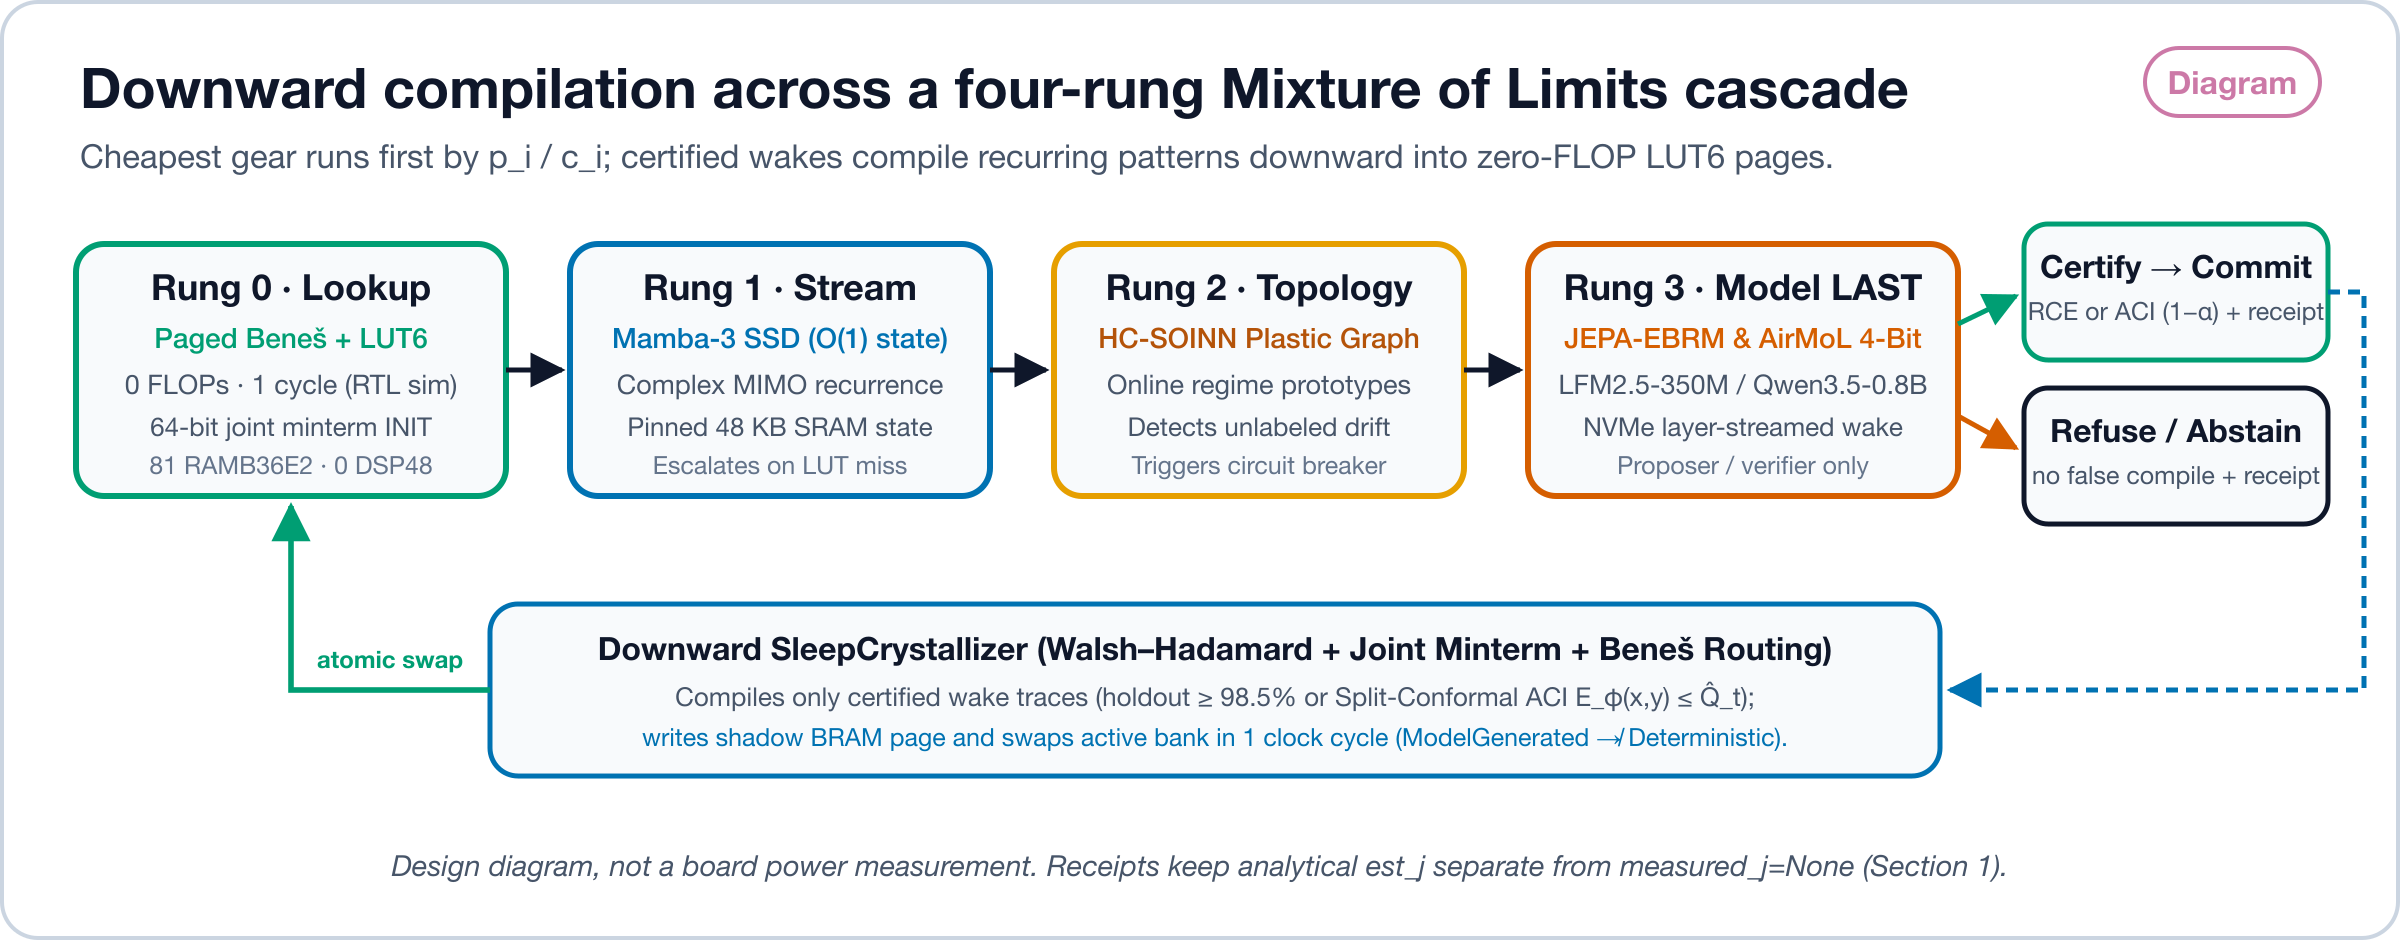 Downward compilation across a four-rung Mixture of Limits cascade
Diagram
Cheapest gear runs first by p_i / c_i; certified wakes compile recurring patterns downward into zero-FLOP LUT6 pages.
Rung 0 · Lookup
Paged Beneš + LUT6
0 FLOPs · 1 cycle (RTL sim)
64-bit joint minterm INIT
81 RAMB36E2 · 0 DSP48
Rung 1 · Stream
Mamba-3 SSD (O(1) state)
Complex MIMO recurrence
Pinned 48 KB SRAM state
Escalates on LUT miss
Rung 2 · Topology
HC-SOINN Plastic Graph
Online regime prototypes
Detects unlabeled drift
Triggers circuit breaker
Rung 3 · Model LAST
JEPA-EBRM & AirMoL 4-Bit
LFM2.5-350M / Qwen3.5-0.8B
NVMe layer-streamed wake
Proposer / verifier only
Certify → Commit
RCE or ACI (1−α) + receipt
Refuse / Abstain
no false compile + receipt
atomic swap
Downward SleepCrystallizer (Walsh–Hadamard + Joint Minterm + Beneš Routing)
Compiles only certified wake traces (holdout ≥ 98.5% or Split-Conformal ACI E_φ(x,y) ≤ Q̂_t);
writes shadow BRAM page and swaps active bank in 1 clock cycle (ModelGenerated ↛ Deterministic).
Design diagram, not a board power measurement. Receipts keep analytical est_j separate from measured_j=None (Section 1).